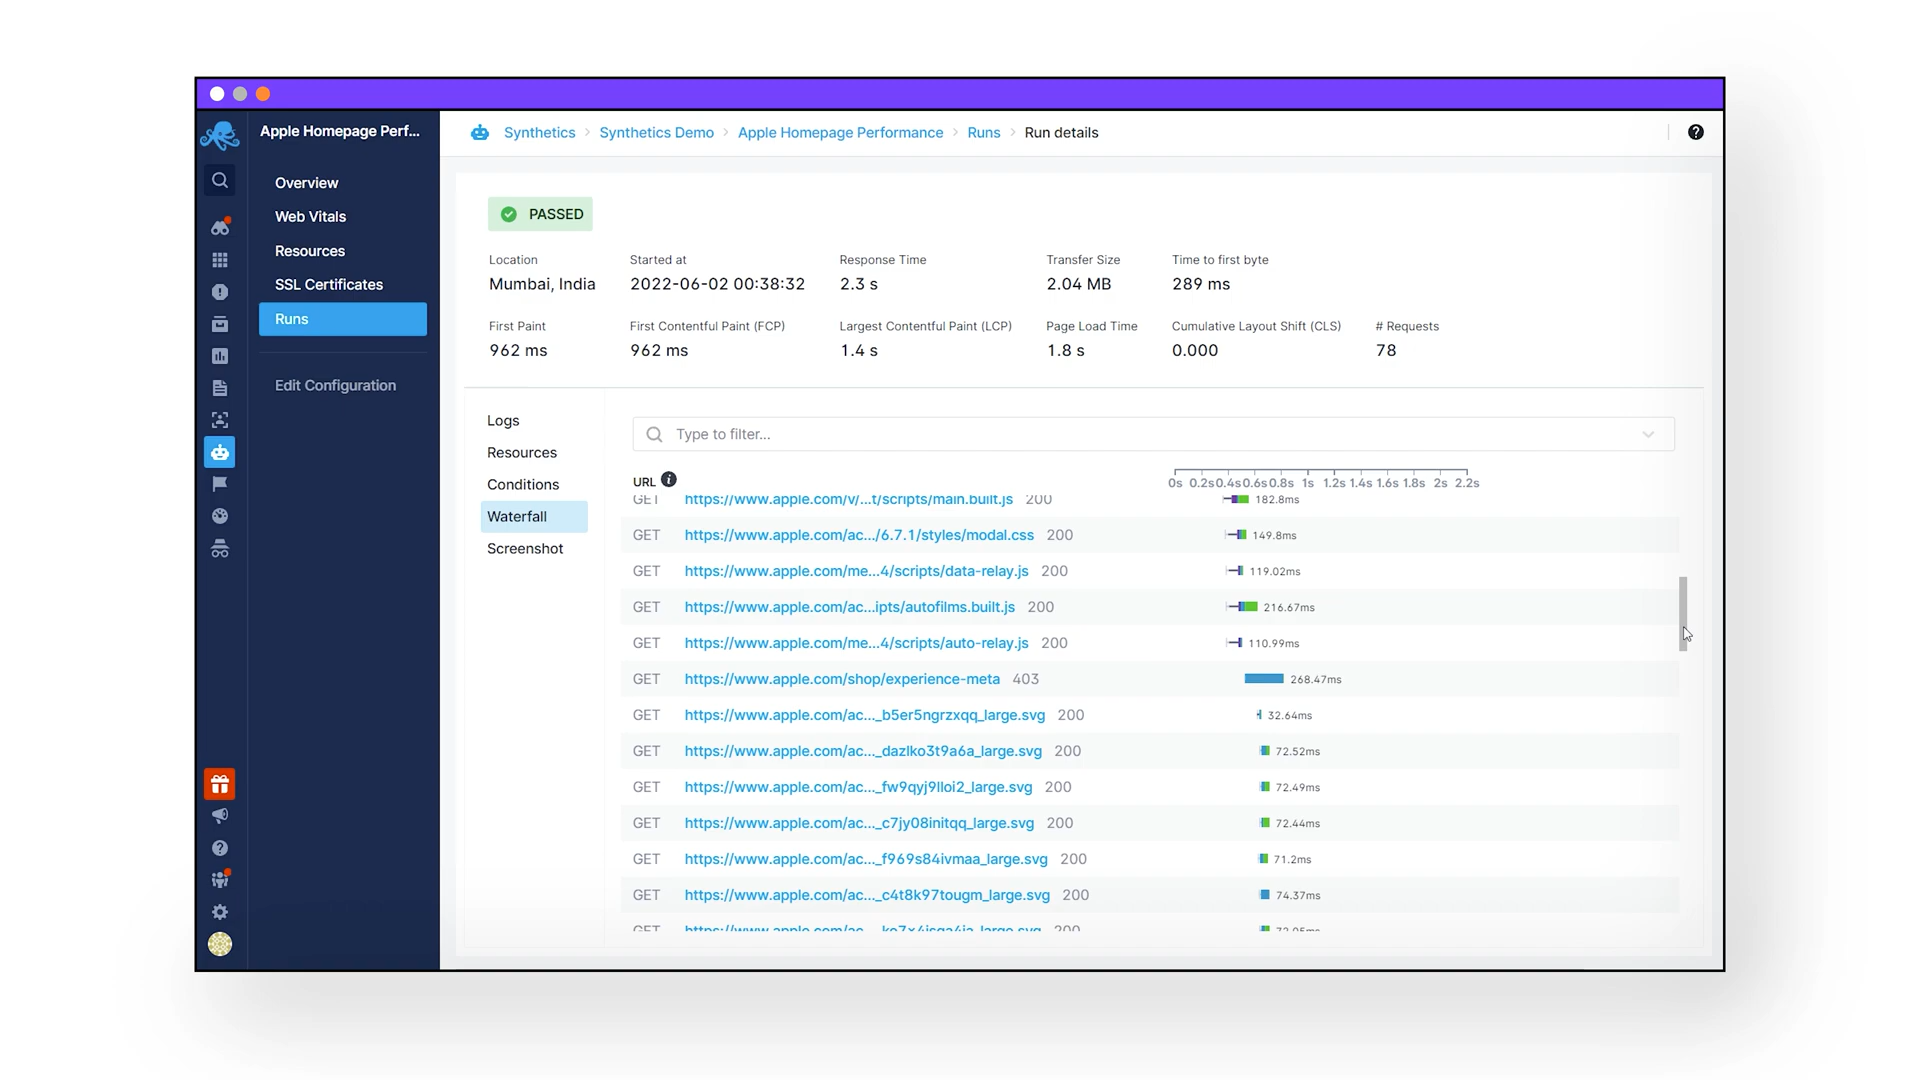 Apple Homepage Perf...
Synthetics > Synthetics Demo > Apple Homepage Performance > Runs > Run details
Overview
Web Vitals
Resources
SSL Certificates
Runs
Edit Configuration
PASSED
Location Started at Response Time Transfer Size Time to first byte
Mumbai, India 2022-06-02 00:38:32 2.3 s 2.04 MB 289 ms
First Paint First Contentful Paint (FCP) Largest Contentful Paint (LCP) Page Load Time Cumulative Layout Shift (CLS) # Requests
962 ms 962 ms 1.4 s 1.8 s 0.000 78
Logs
Resources
Conditions
Waterfall
Screenshot
Type to filter...
URL 0s 0.2s 0.4s 0.6s 0.8s 1s 1.2s 1.4s 1.6s 1.8s 2s 2.2s
GET https://www.apple.com/v/...t/scripts/main.built.js 200 182.8ms
GET https://www.apple.com/ac.../6.7.1/styles/modal.css 200 149.8ms
GET https://www.apple.com/me...4/scripts/data-relay.js 200 119.02ms
GET https://www.apple.com/ac...ipts/autofilms.built.js 200 216.67ms
GET https://www.apple.com/me...4/scripts/auto-relay.js 200 110.99ms
GET https://www.apple.com/shop/experience-meta 403 268.47ms
GET https://www.apple.com/ac..._b5er5ngrzxqq_large.svg 200 32.64ms
GET https://www.apple.com/ac..._dazlko3t9a6a_large.svg 200 72.52ms
GET https://www.apple.com/ac..._fw9qyj9lloi2_large.svg 200 72.49ms
GET https://www.apple.com/ac..._c7jy08initqq_large.svg 200 72.44ms
GET https://www.apple.com/ac..._f969s84ivmaa_large.svg 200 71.2ms
GET https://www.apple.com/ac..._c4t8k97tougm_large.svg 200 74.37ms
GET